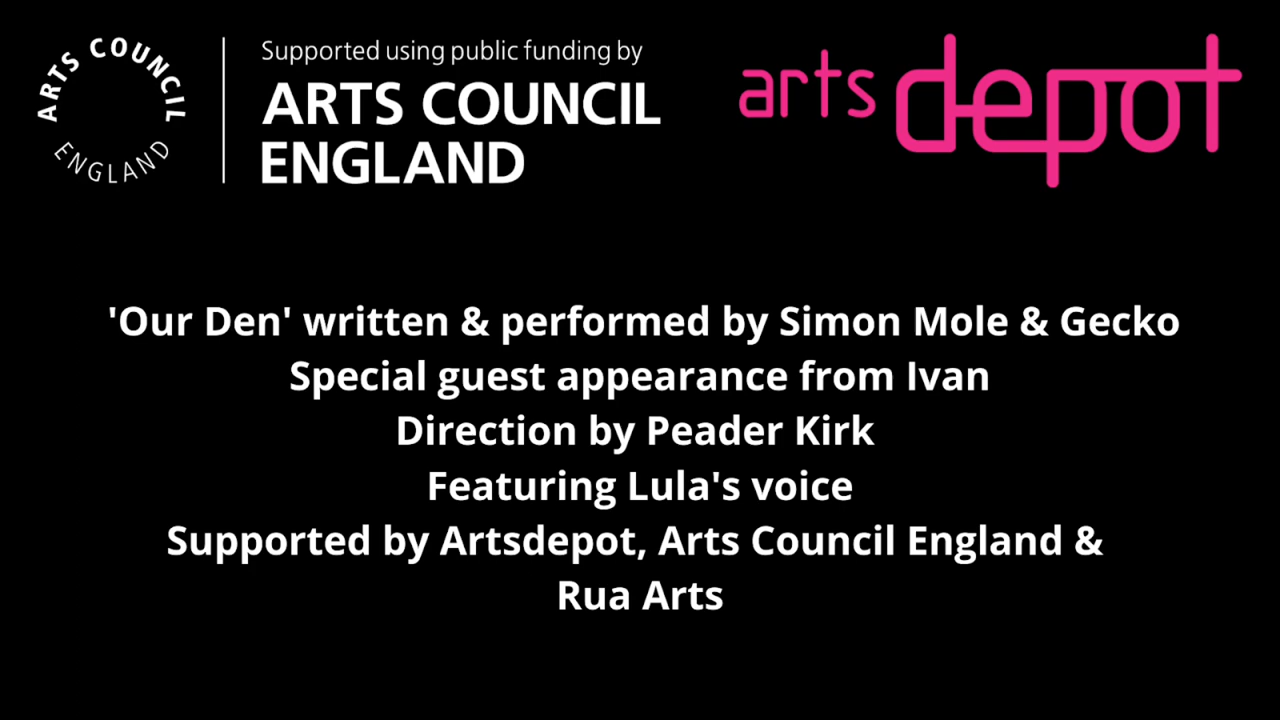 ARTS COUNCIL
ENGLAND
Supported using public funding by
ARTS COUNCIL
ENGLAND
arts depot
'Our Den' written & performed by Simon Mole & Gecko
Special guest appearance from Ivan
Direction by Peader Kirk
Featuring Lula's voice
Supported by Artsdepot, Arts Council England &
Rua Arts